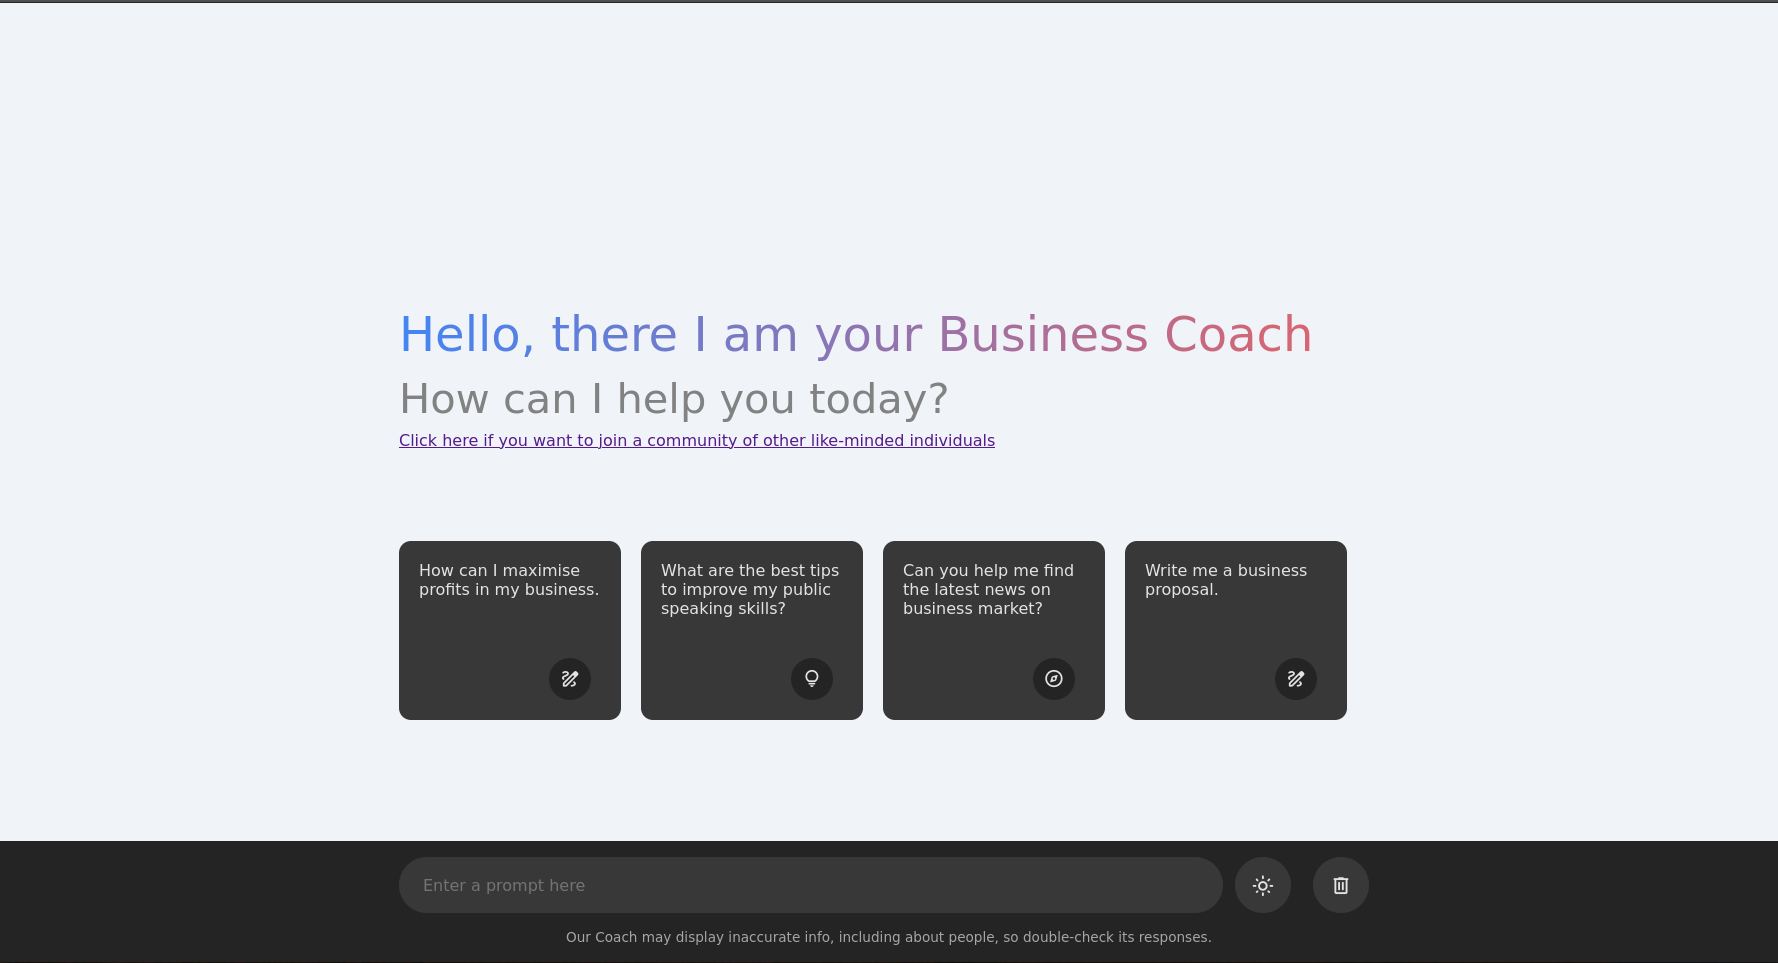 Hello, there I am your Business Coach
How can I help you today?
Click here if you want to join a community of other like-minded individuals
How can I maximise
profits in my business.
What are the best tips
to improve my public
speaking skills?
Can you help me find
the latest news on
business market?
Write me a business
proposal.
Enter a prompt here
Our Coach may display inaccurate info, including about people, so double-check its responses.